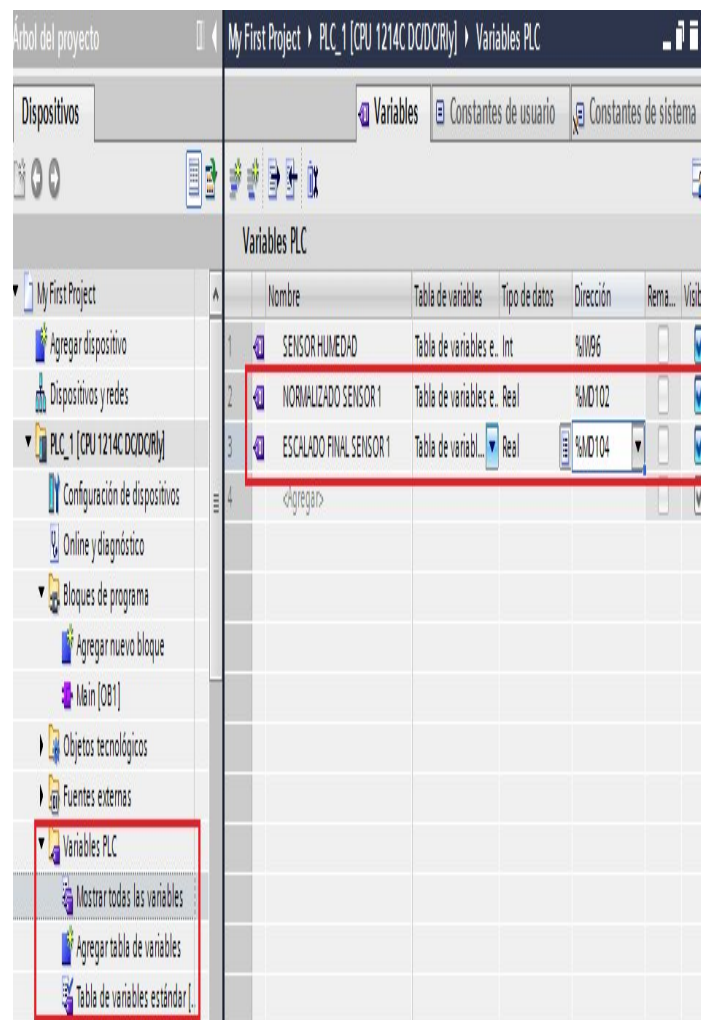 Árbol del proyecto
My First Project ▸ PLC_1 [CPU 1214C DC/DC/Rly] ▸ Variables PLC
Dispositivos
Variables
Constantes de usuario
Constantes de sistema
Variables PLC
My First Project
Agregar dispositivo
Dispositivos y redes
PLC_1 [CPU 1214C DC/DC/Rly]
Configuración de dispositivos
Online y diagnóstico
Bloques de programa
Agregar nuevo bloque
Main [OB1]
Objetos tecnológicos
Fuentes externas
Variables PLC
Mostrar todas las variables
Agregar tabla de variables
Tabla de variables estándar [..
Nombre Tabla de variables Tipo de datos Dirección Rema... Visib
1 SENSOR HUMEDAD Tabla de variables e.. Int %IW96
2 NORMALIZADO SENSOR 1 Tabla de variables e.. Real %MD102
3 ESCALADO FINAL SENSOR 1 Tabla de variabl... Real %MD104
4 <Agregar>